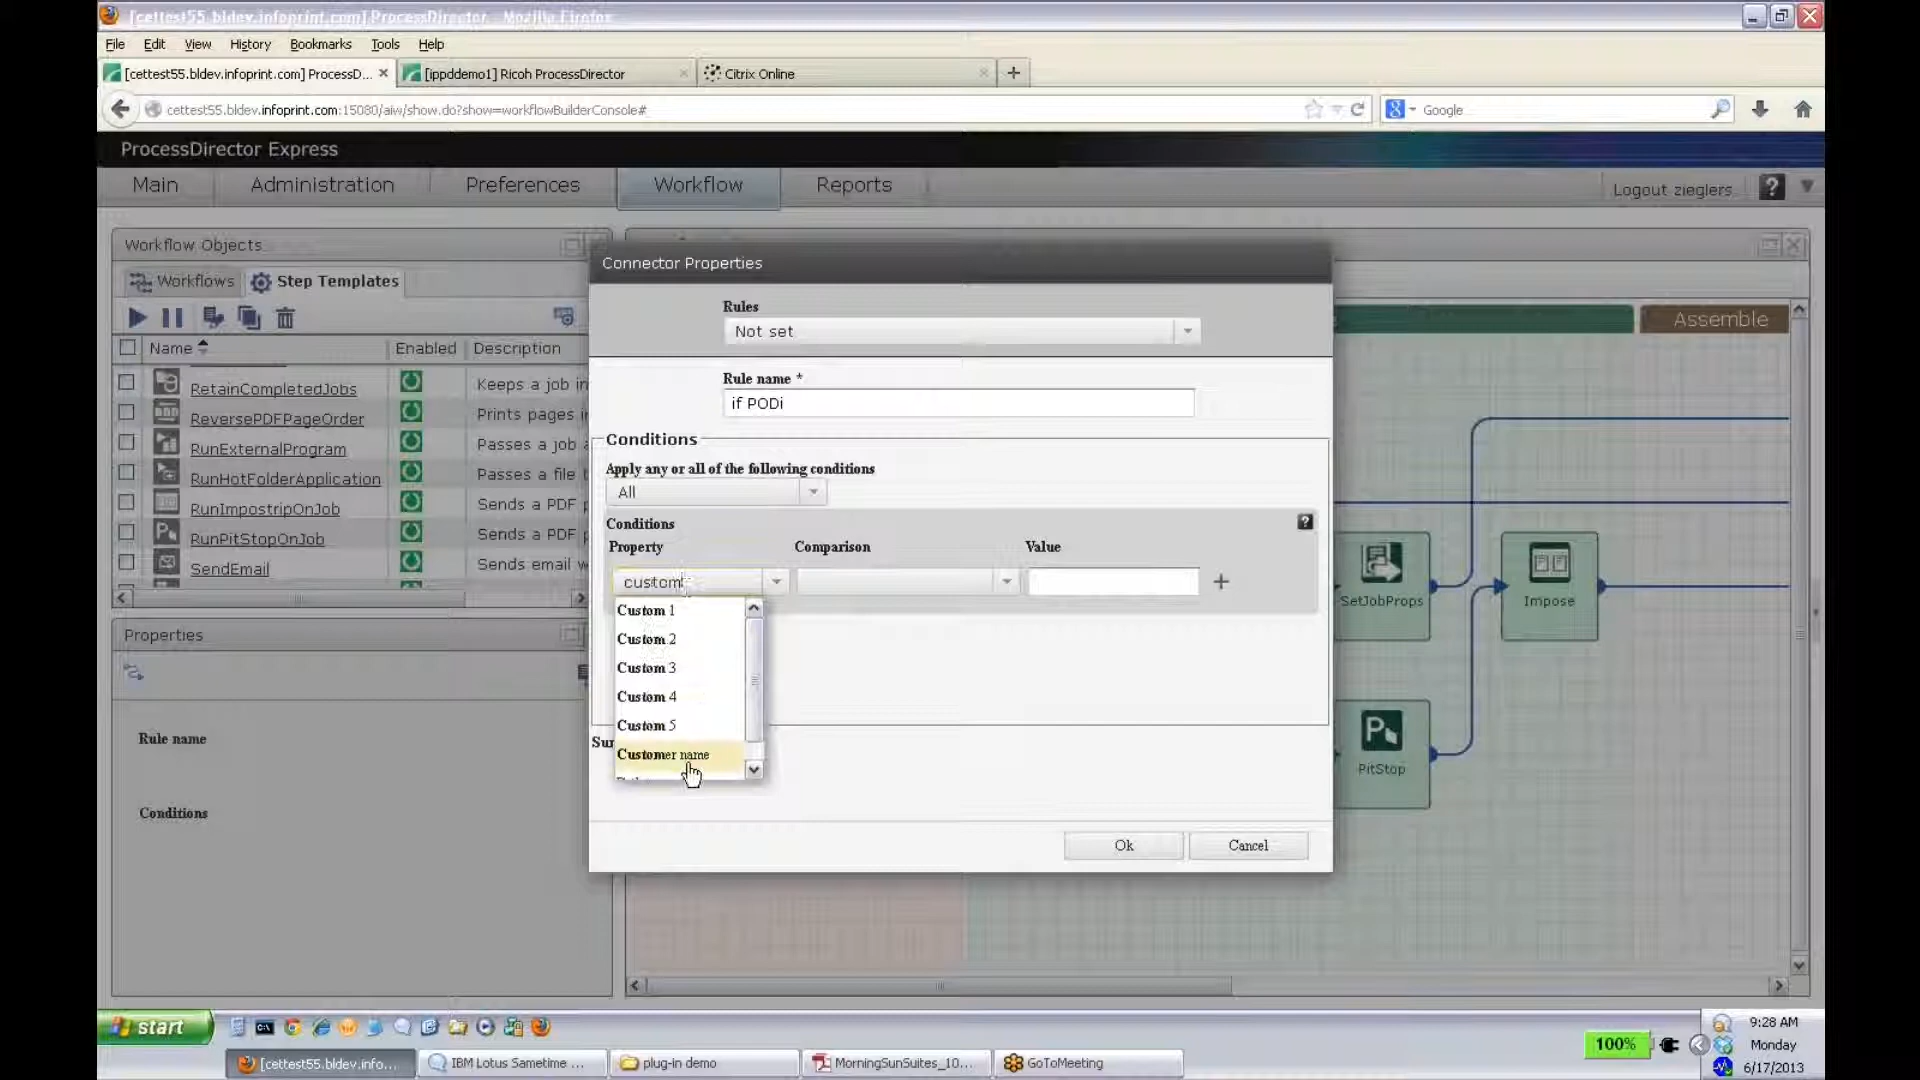 [cettest55.bldev.infoprint.com] ProcessDirector - Mozilla Firefox
File Edit View History Bookmarks Tools Help
[cettest55.bldev.infoprint.com] ProcessD... × [ippddemo1] Ricoh ProcessDirector × Citrix Online × +
cettest55.bldev.infoprint.com:15080/aiw/show.do?show=workflowBuilderConsole# Google
ProcessDirector Express
Main Administration Preferences Workflow Reports Logout zieglers ?
Workflow Objects
Workflows Step Templates
Name Enabled Description
RetainCompletedJobs Keeps a job in
ReversePDFPageOrder Prints pages i
RunExternalProgram Passes a job a
RunHotFolderApplication Passes a file t
RunImpostripOnJob Sends a PDF p
RunPitStopOnJob Sends a PDF p
SendEmail Sends email w
Properties
Rule name
Conditions
Connector Properties
Rules
Not set
Rule name *
if PODi
Conditions
Apply any or all of the following conditions
All
Conditions ?
Property Comparison Value
custom +
Custom 1
Custom 2
Custom 3
Custom 4
Custom 5
Customer name
Sum
Ok Cancel
Assemble
SetJobProps
Impose
PitStop
start
100%
9:28 AM
Monday
6/17/2013
[cettest55.bldev.info... IBM Lotus Sametime ... plug-in demo MorningSunSuites_10... GoToMeeting